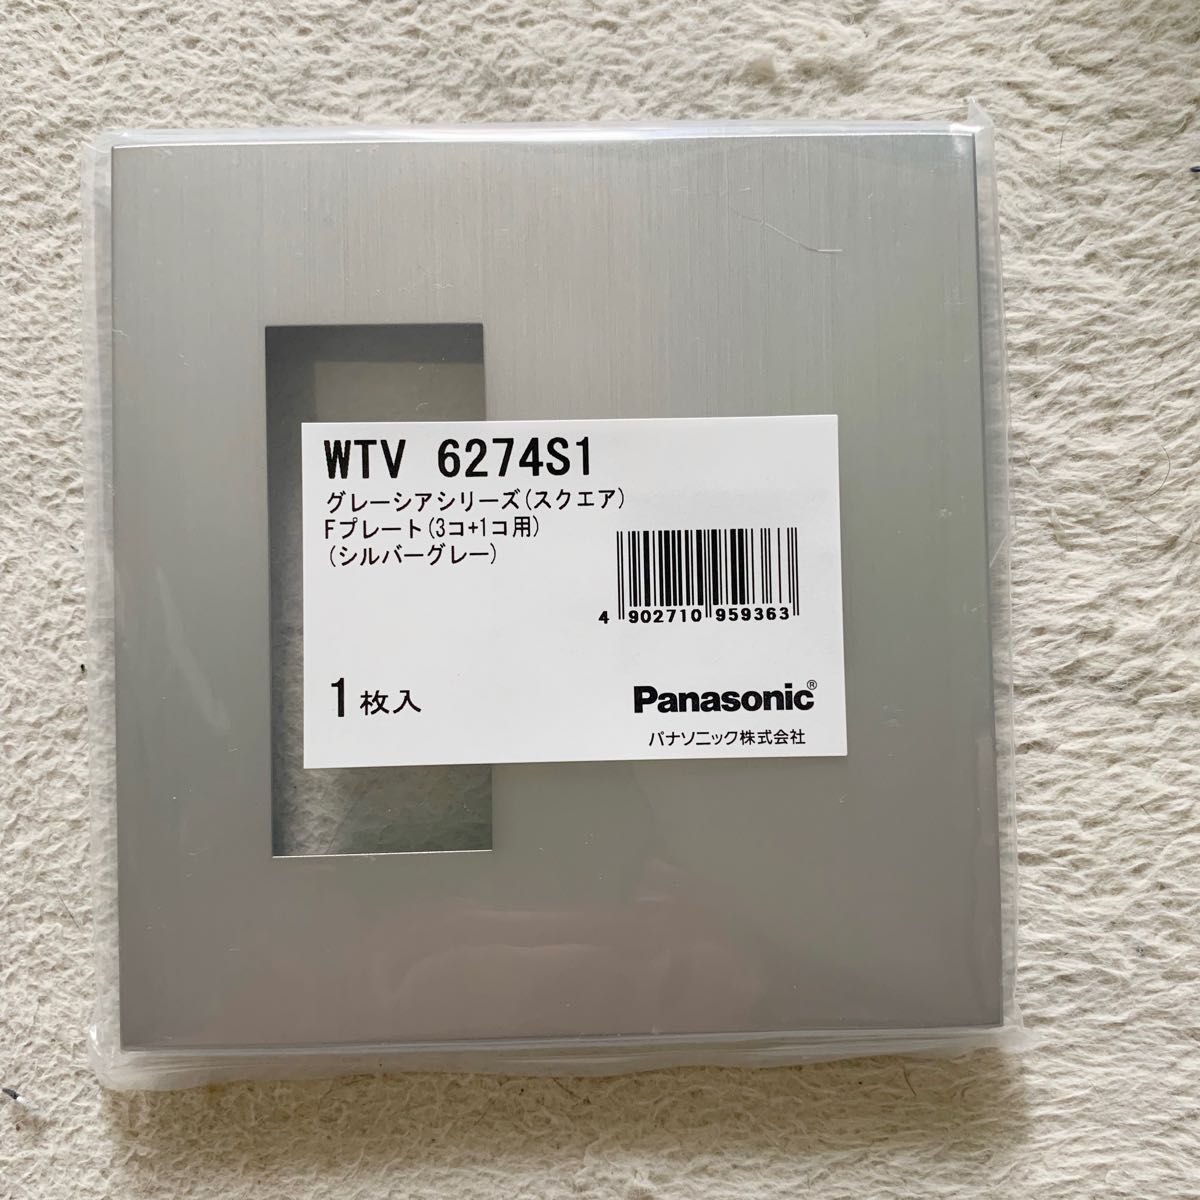 WTV 6274S1
グレーシアシリーズ(スクエア)
Fプレート(3コ+1コ用)
(シルバーグレー)
4 902710 959363
1枚入
Panasonic®
パナソニック株式会社